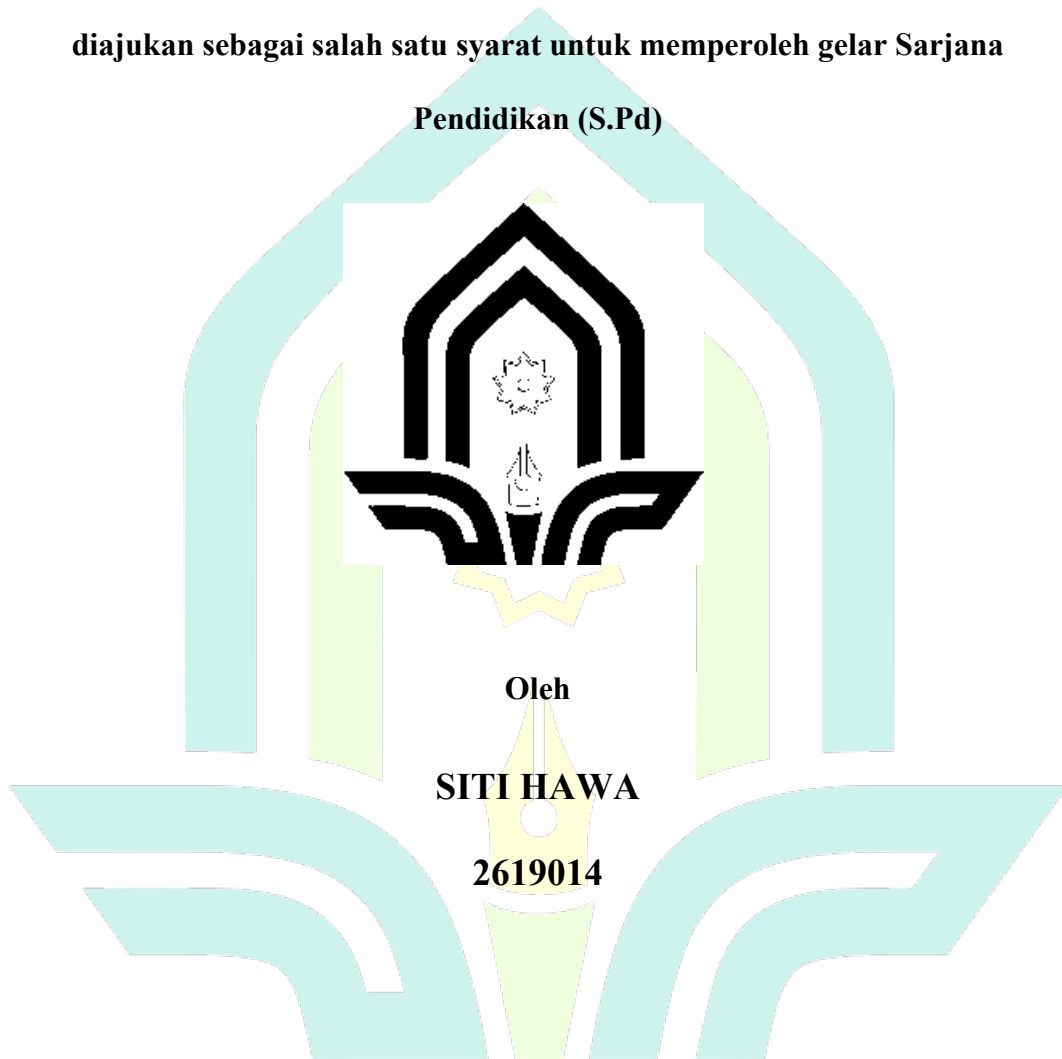 diajukan sebagai salah satu syarat untuk memperoleh gelar Sarjana
Pendidikan (S.Pd)
Oleh
SITI HAWA
2619014